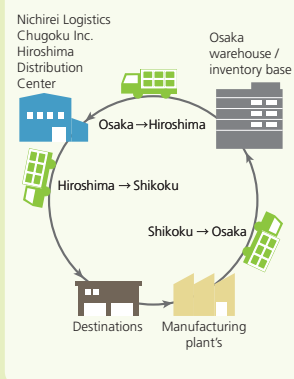 Nichirei Logistics
Chugoku Inc.
Hiroshima
Distribution
Center
Osaka
warehouse /
inventory base
Osaka→Hiroshima
Hiroshima → Shikoku
Shikoku → Osaka
Destinations
Manufacturing
plant's